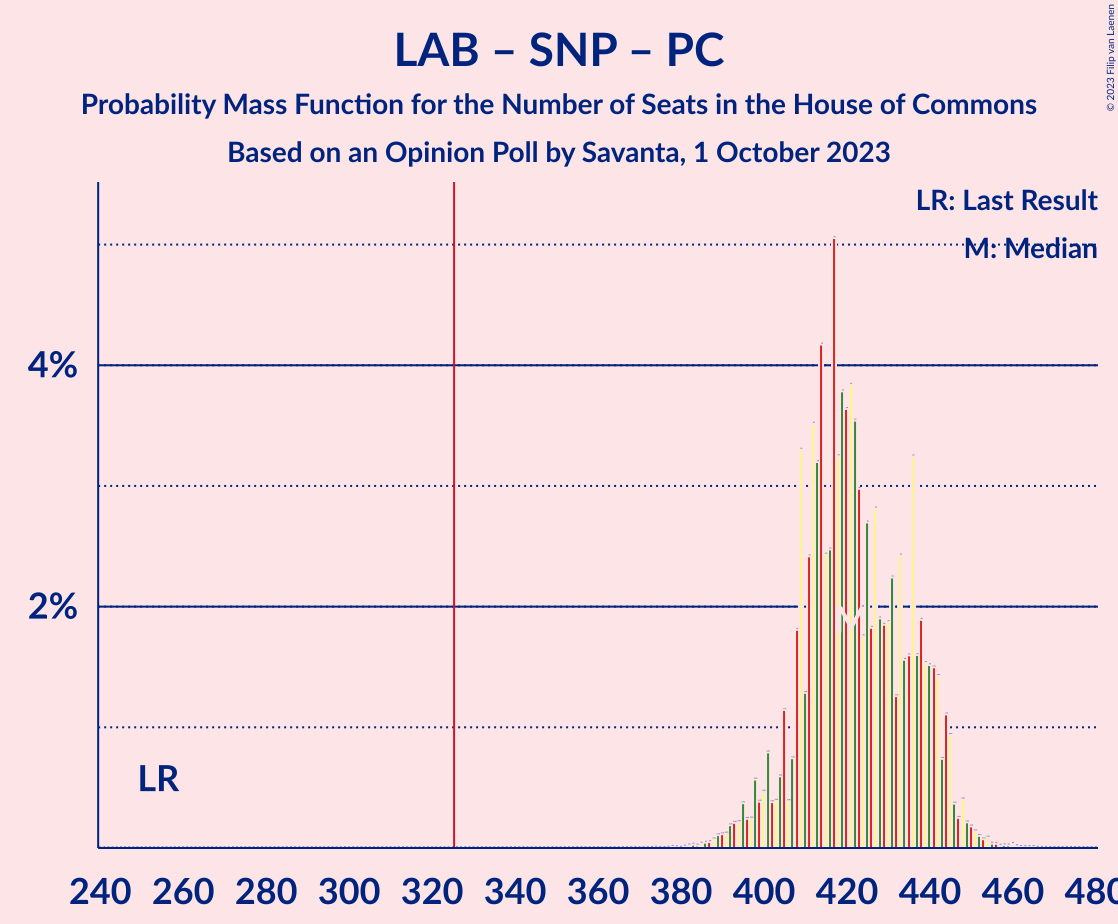 LAB – SNP – PC
Probability Mass Function for the Number of Seats in the House of Commons
Based on an Opinion Poll by Savanta, 1 October 2023
© 2023 Filip van Laenen
LR: Last Result
M: Median
4%
2%
LR
240 260 280 300 320 340 360 380 400 420 440 460 480